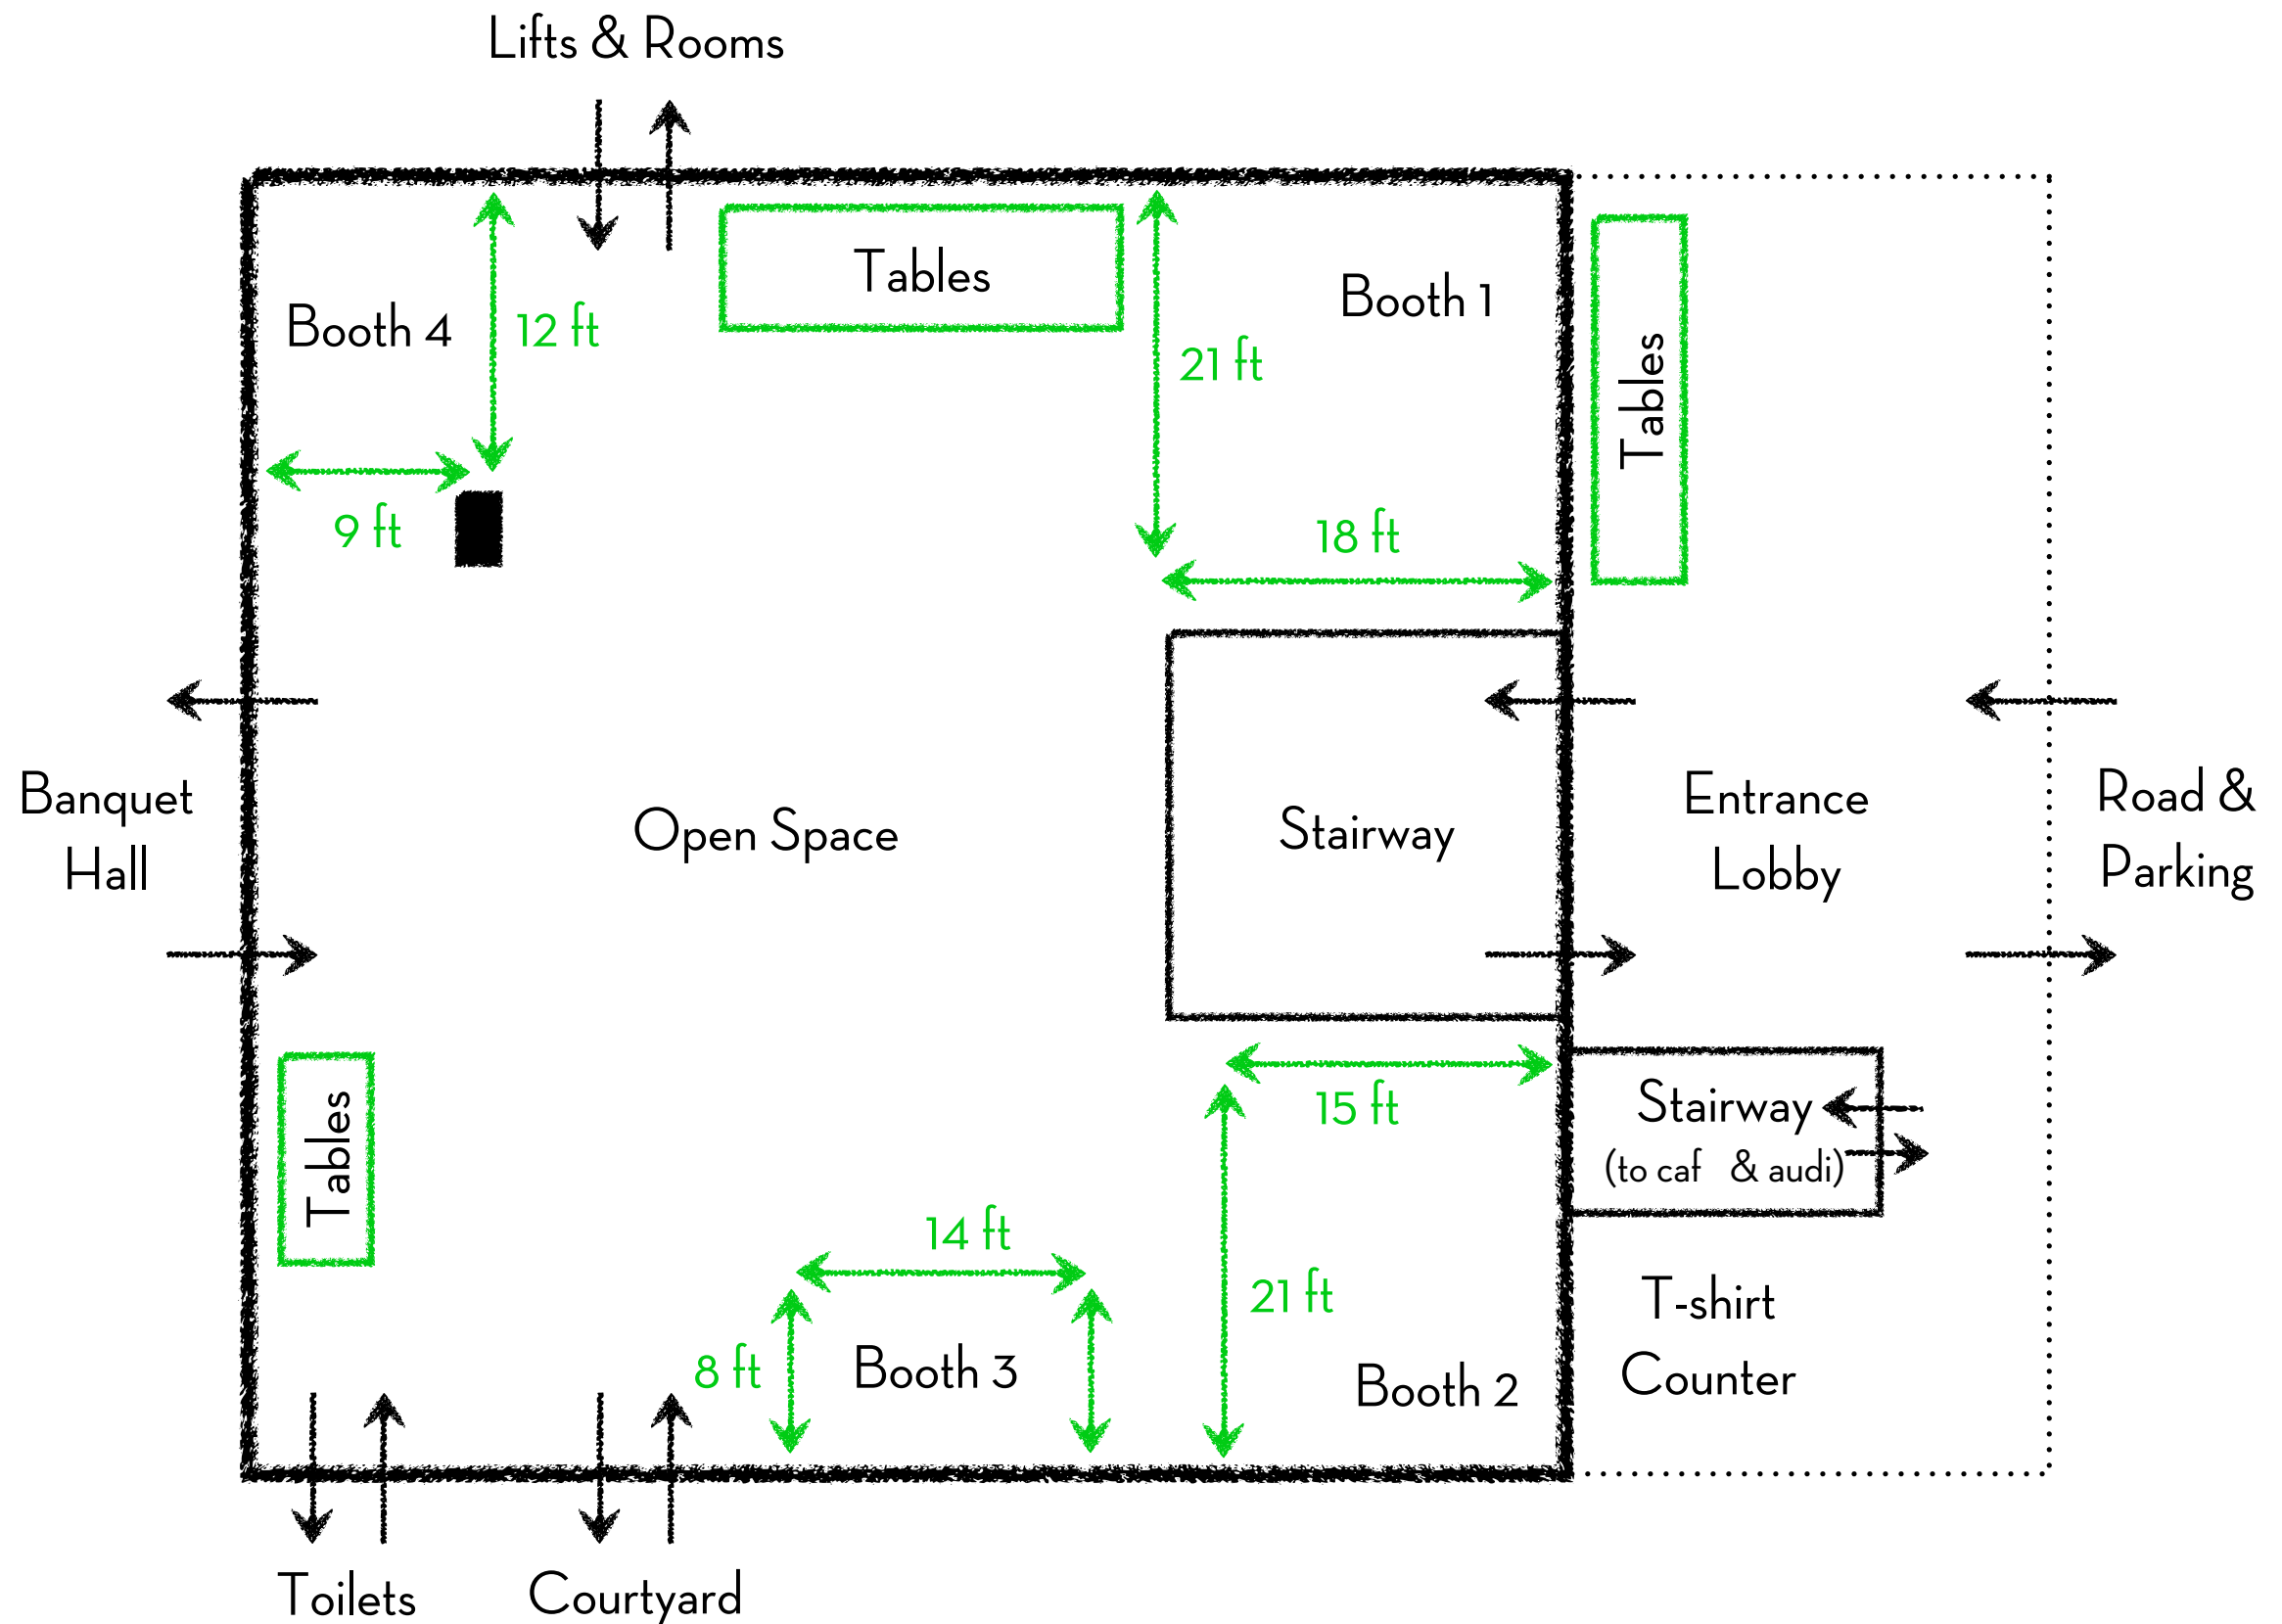 Lifts & Rooms
Tables
Booth 1
Booth 4
12 ft
21 ft
Tables
9 ft
18 ft
Banquet
Hall
Open Space
Stairway
Entrance
Lobby
Road &
Parking
15 ft
Stairway
(to caf & audi)
Tables
14 ft
21 ft
8 ft
Booth 3
Booth 2
T-shirt
Counter
Toilets
Courtyard